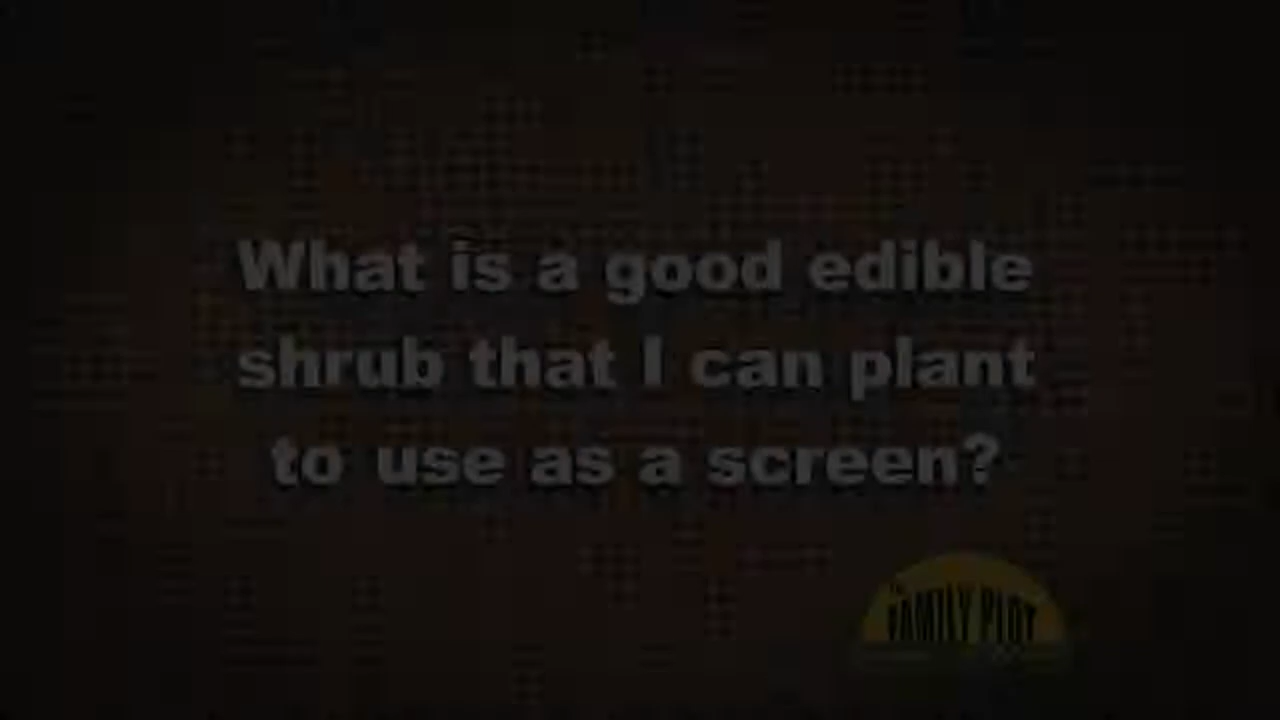 What is a good edible
shrub that I can plant
to use as a screen?
FAMILY PLOT